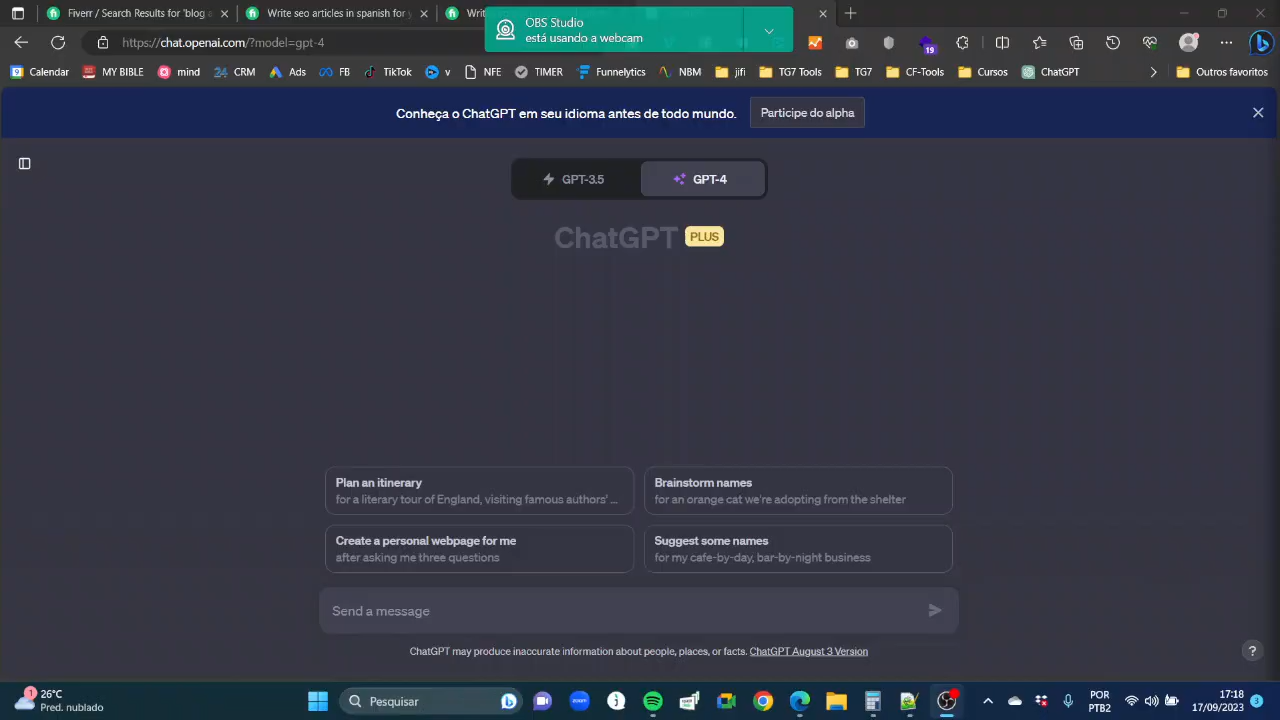 Fiverr / Search Results for 'blog a
Write seo articles in spanish for y
Writ
OBS Studio
está usando a webcam
https://chat.openai.com/?model=gpt-4
19
Calendar
MY BIBLE
mind
CRM
Ads
FB
TikTok
v
NFE
TIMER
Funnelytics
NBM
jifi
TG7 Tools
TG7
CF-Tools
Cursos
ChatGPT
Outros favoritos
Conheça o ChatGPT em seu idioma antes de todo mundo.
Participe do alpha
GPT-3.5
GPT-4
ChatGPT PLUS
Plan an itinerary
for a literary tour of England, visiting famous authors' ...
Brainstorm names
for an orange cat we're adopting from the shelter
Create a personal webpage for me
after asking me three questions
Suggest some names
for my cafe-by-day, bar-by-night business
Send a message
ChatGPT may produce inaccurate information about people, places, or facts. ChatGPT August 3 Version
?
1
26°C
Pred. nublado
Pesquisar
zoom
POR
PTB2
17:18
17/09/2023
3